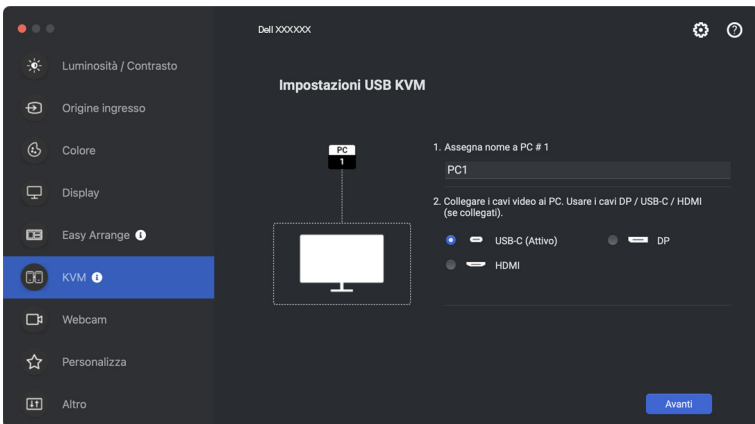 Dell XXXXXX
Luminosità / Contrasto
Origine ingresso
Colore
Display
Easy Arrange
KVM
Webcam
Personalizza
Altro
Impostazioni USB KVM
PC
1
1. Assegna nome a PC # 1
PC1
2. Collegare i cavi video ai PC. Usare i cavi DP / USB-C / HDMI
(se collegati).
USB-C (Attivo)
DP
HDMI
Avanti